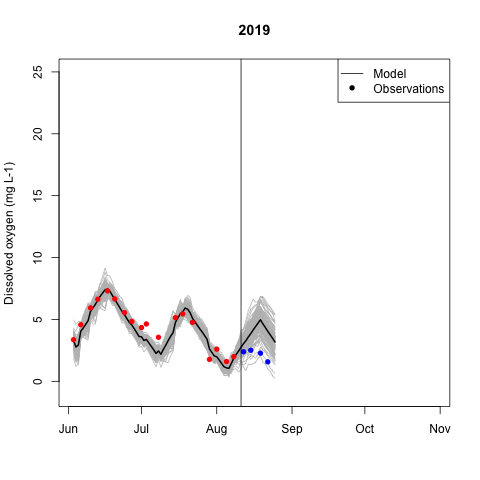 2019
Model
Observations
Dissolved oxygen (mg L-1)
25
20
15
10
5
0
Jun Jul Aug Sep Oct Nov